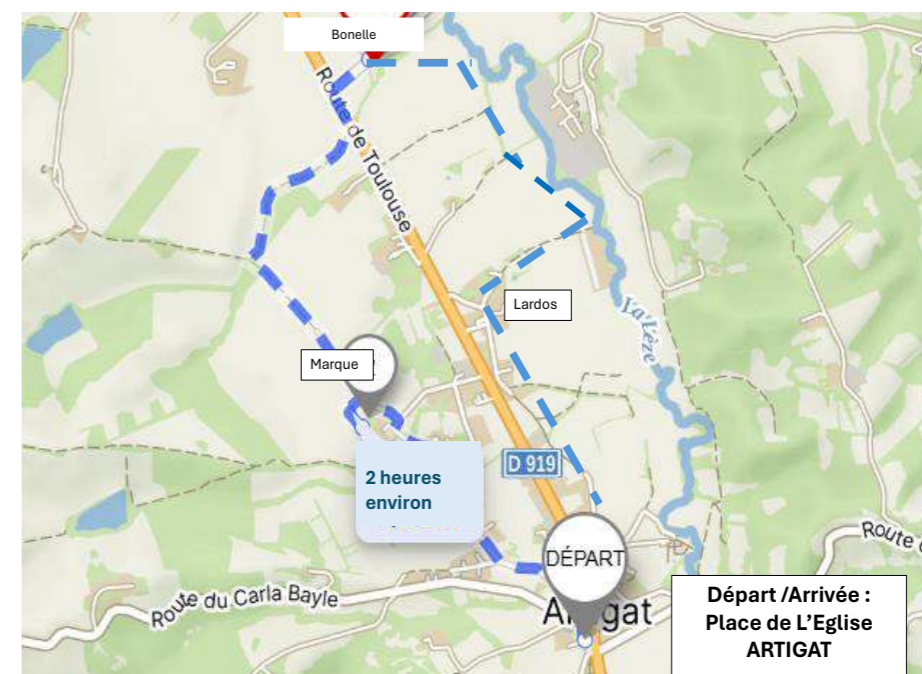 Bonelle
Route de Toulouse
Lardos
La Lèze
Marque
2 heures
environ
D 919
DÉPART
Route
Route du Carla Bayle
Départ /Arrivée :
Place de L'Eglise
ARTIGAT